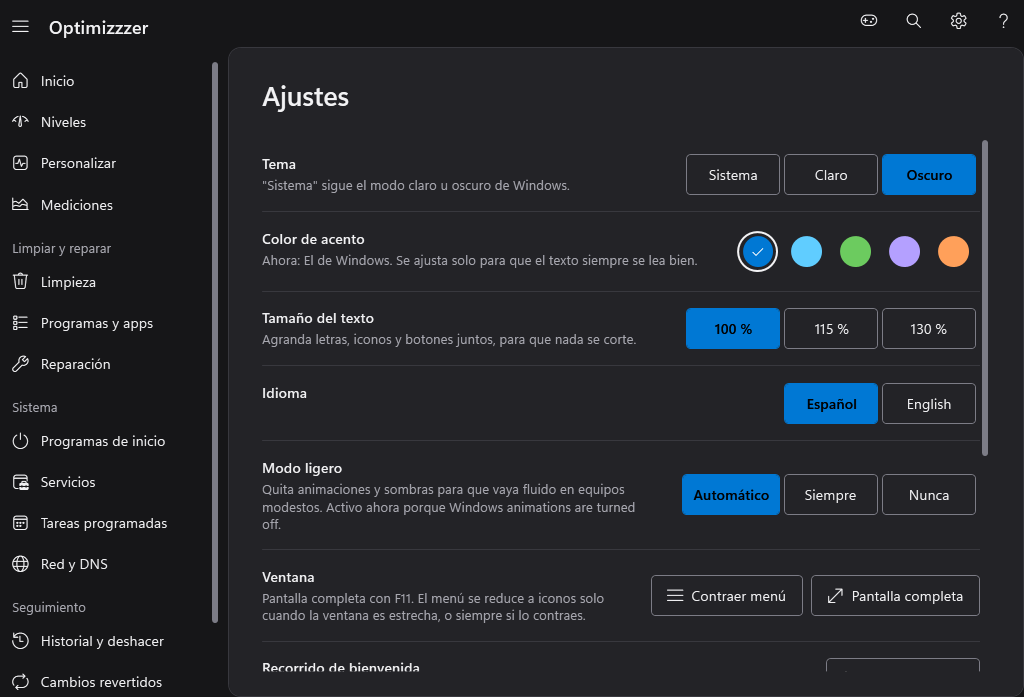 Optimizzzer
Inicio
Niveles
Personalizar
Mediciones
Limpiar y reparar
Limpieza
Programas y apps
Reparación
Sistema
Programas de inicio
Servicios
Tareas programadas
Red y DNS
Seguimiento
Historial y deshacer
Cambios revertidos
Ajustes
Tema
"Sistema" sigue el modo claro u oscuro de Windows.
Sistema
Claro
Oscuro
Color de acento
Ahora: El de Windows. Se ajusta solo para que el texto siempre se lea bien.
Tamaño del texto
Agranda letras, iconos y botones juntos, para que nada se corte.
100 %
115 %
130 %
Idioma
Español
English
Modo ligero
Quita animaciones y sombras para que vaya fluido en equipos
modestos. Activo ahora porque Windows animations are turned
off.
Automático
Siempre
Nunca
Ventana
Pantalla completa con F11. El menú se reduce a iconos solo
cuando la ventana es estrecha, o siempre si lo contraes.
Contraer menú
Pantalla completa
Recorrido de bienvenida